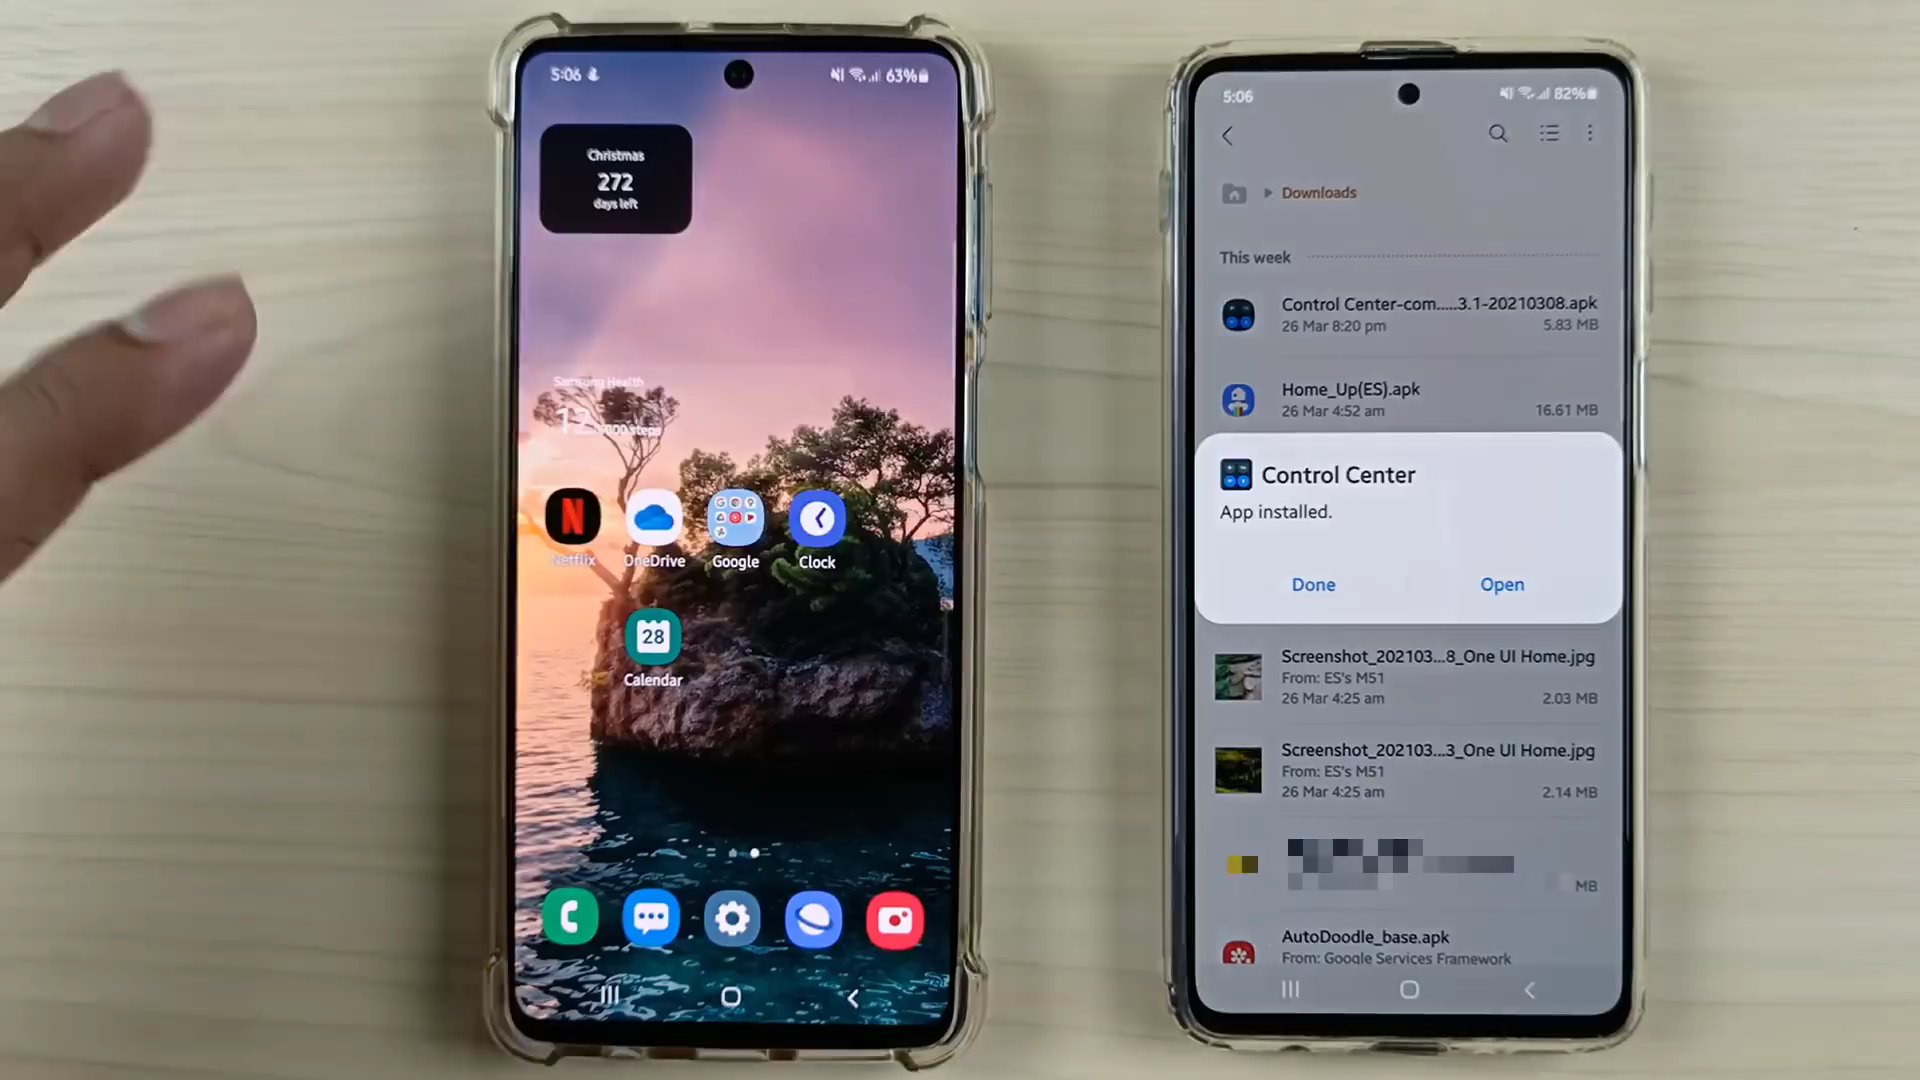 5:06
63%
Christmas
272
days left
Samsung Health
12
/6000 steps
Netflix
OneDrive
Google
Clock
28
Calendar
5:06
82%
Downloads
This week
Control Center-com.....3.1-20210308.apk
26 Mar 8:20 pm
5.83 MB
Home_Up(ES).apk
26 Mar 4:52 am
16.61 MB
Control Center
App installed.
Done
Open
Screenshot_202103...8_One UI Home.jpg
From: ES's M51
26 Mar 4:25 am
2.03 MB
Screenshot_202103...3_One UI Home.jpg
From: ES's M51
26 Mar 4:25 am
2.14 MB
MB
AutoDoodle_base.apk
From: Google Services Framework